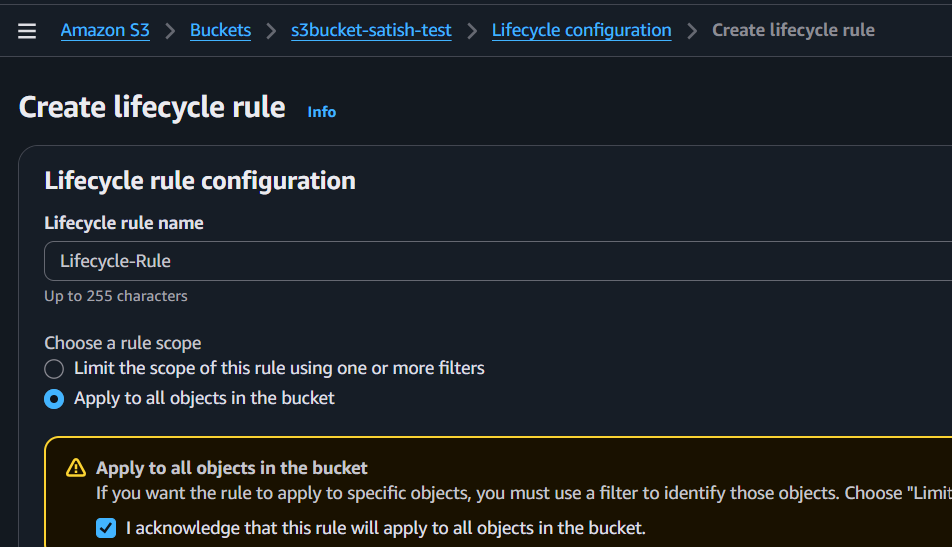 Amazon S3 > Buckets > s3bucket-satish-test > Lifecycle configuration > Create lifecycle rule
Create lifecycle rule Info
Lifecycle rule configuration
Lifecycle rule name
Lifecycle-Rule
Up to 255 characters
Choose a rule scope
Limit the scope of this rule using one or more filters
Apply to all objects in the bucket
Apply to all objects in the bucket
If you want the rule to apply to specific objects, you must use a filter to identify those objects. Choose "Limit
I acknowledge that this rule will apply to all objects in the bucket.